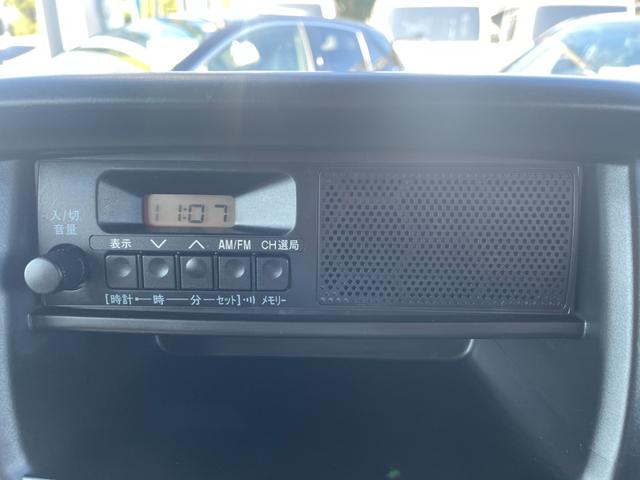 入/切
音量
11:07
表示 ∨ ∧ AM/FM CH選局
[時計 •— 時 — 分 — セット]•))) メモリー